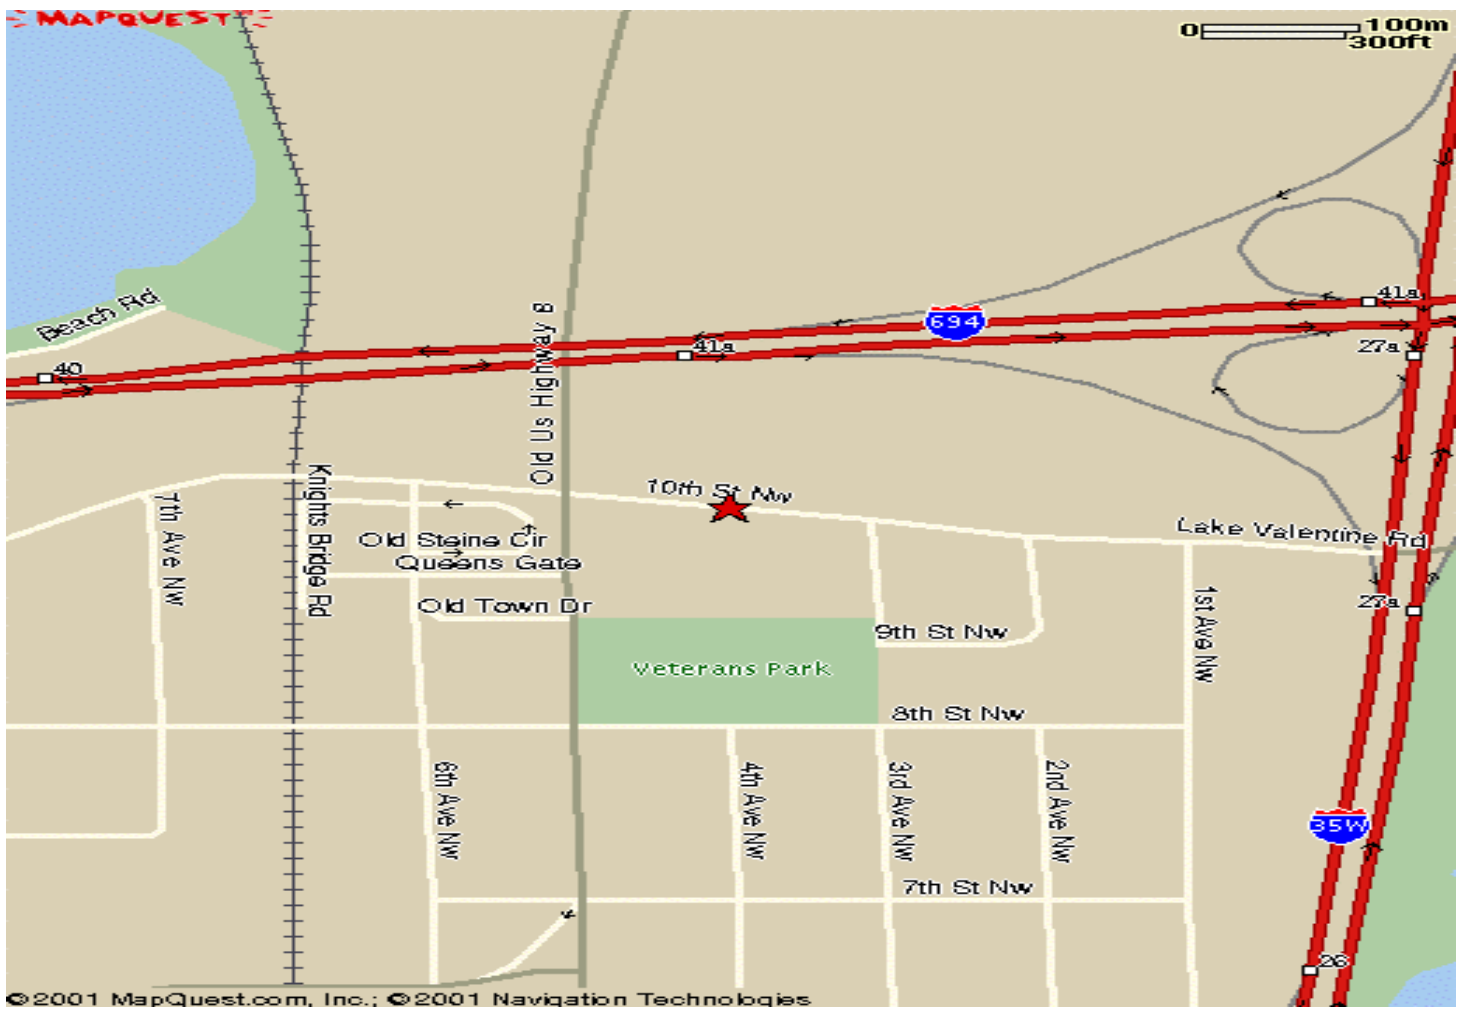 MAPQUEST
0 100m
300ft
41a
Beach Rd
694
Old Us Highway 8
41a
27a
40
10th St Nw
Knights Bridge Rd
7th Ave NW
Lake Valentine Rd
Old Steine Cir
Queens Gate
Old Town Dr
27a
1st Ave NW
9th St Nw
Veterans Park
8th St Nw
6th Ave NW
4th Ave NW
3rd Ave NW
2nd Ave NW
35W
7th St Nw
26
©2001 MapQuest.com, Inc.; ©2001 Navigation Technologies